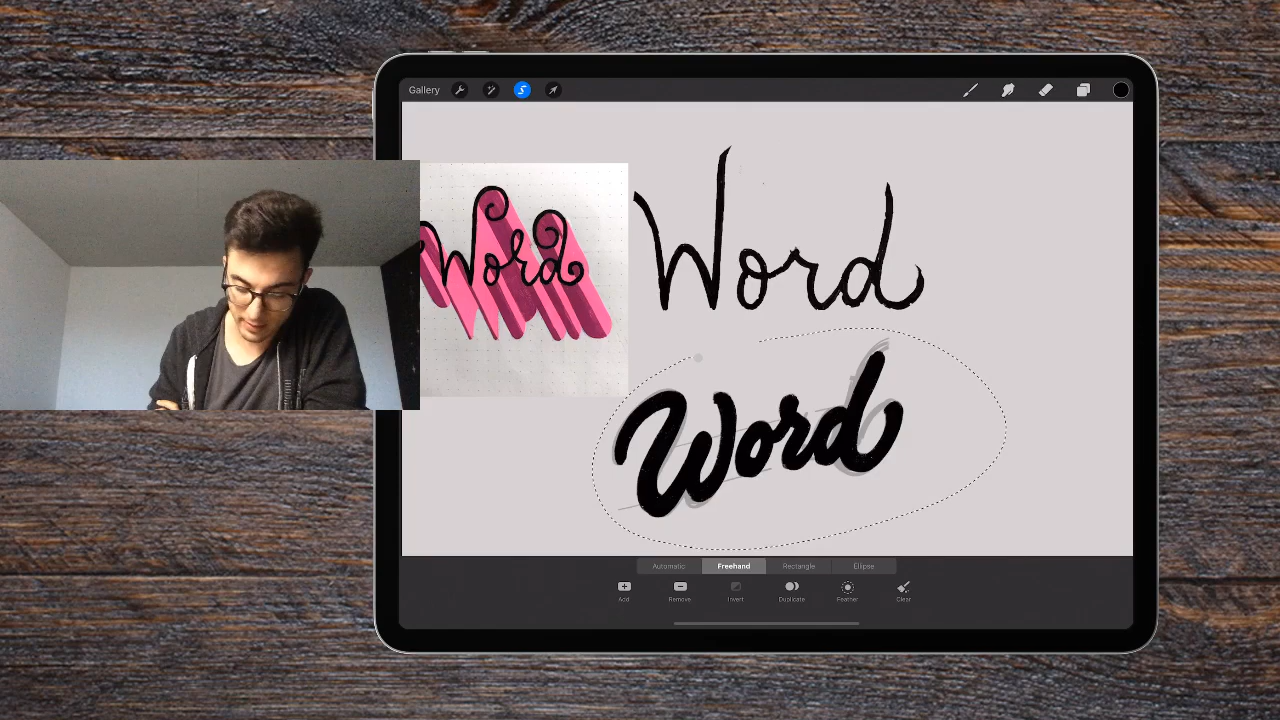 Gallery
Word
Word
Word
Automatic Freehand Rectangle Ellipse
Add Remove Invert Duplicate Feather Clear